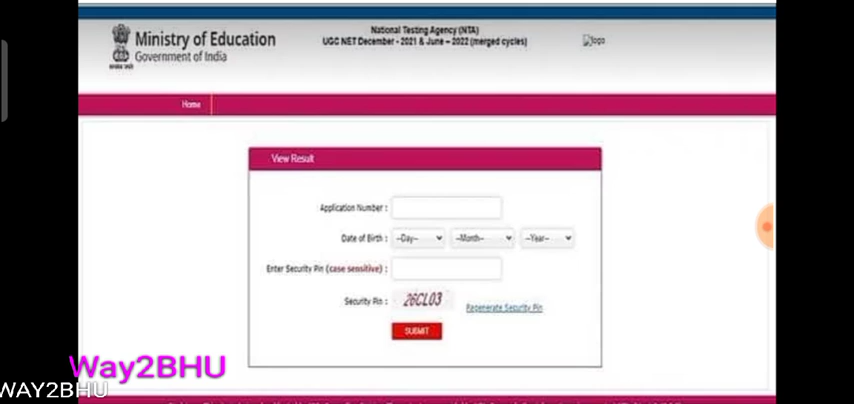 Ministry of Education
Government of India
National Testing Agency (NTA)
UGC NET December - 2021 & June – 2022 (merged cycles)
logo
Home
View Result
Application Number :
Date of Birth : --Day-- --Month-- --Year--
Enter Security Pin (case sensitive) :
Security Pin : 26CL03 Regenerate Security Pin
SUBMIT
Way2BHU
WAY2BHU